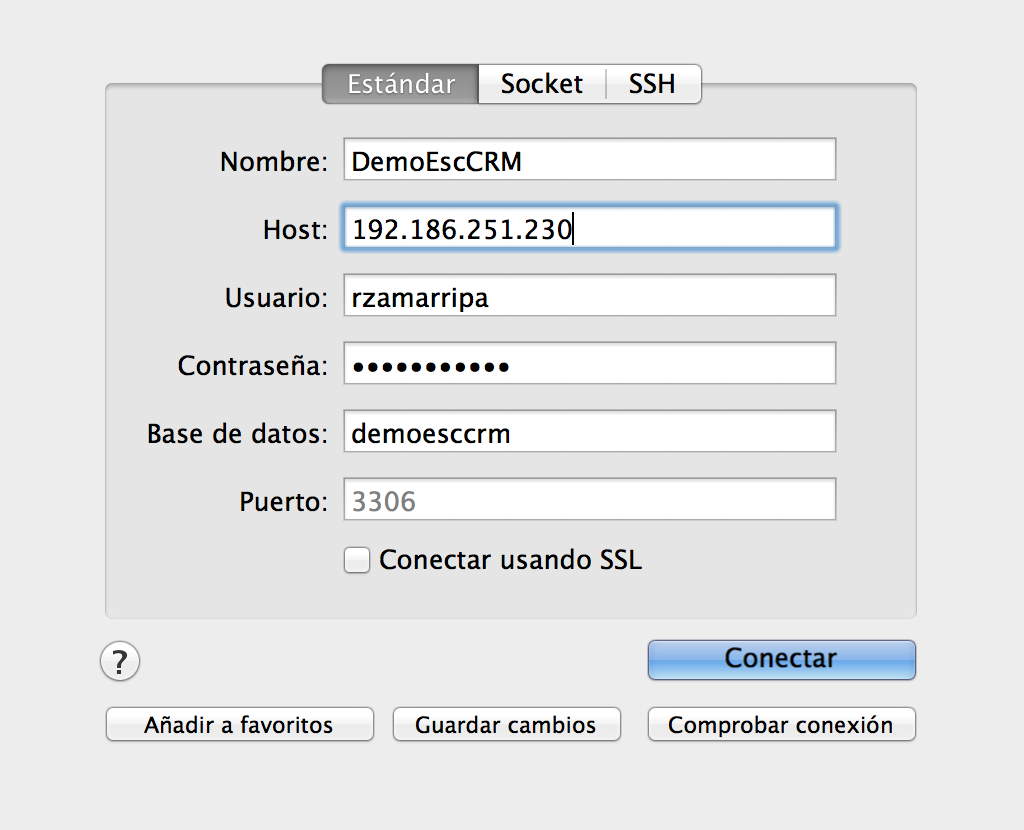 Estándar Socket SSH
Nombre: DemoEscCRM
Host: 192.186.251.230
Usuario: rzamarripa
Contraseña: •••••••••••
Base de datos: demoesccrm
Puerto: 3306
Conectar usando SSL
? Conectar
Añadir a favoritos Guardar cambios Comprobar conexión